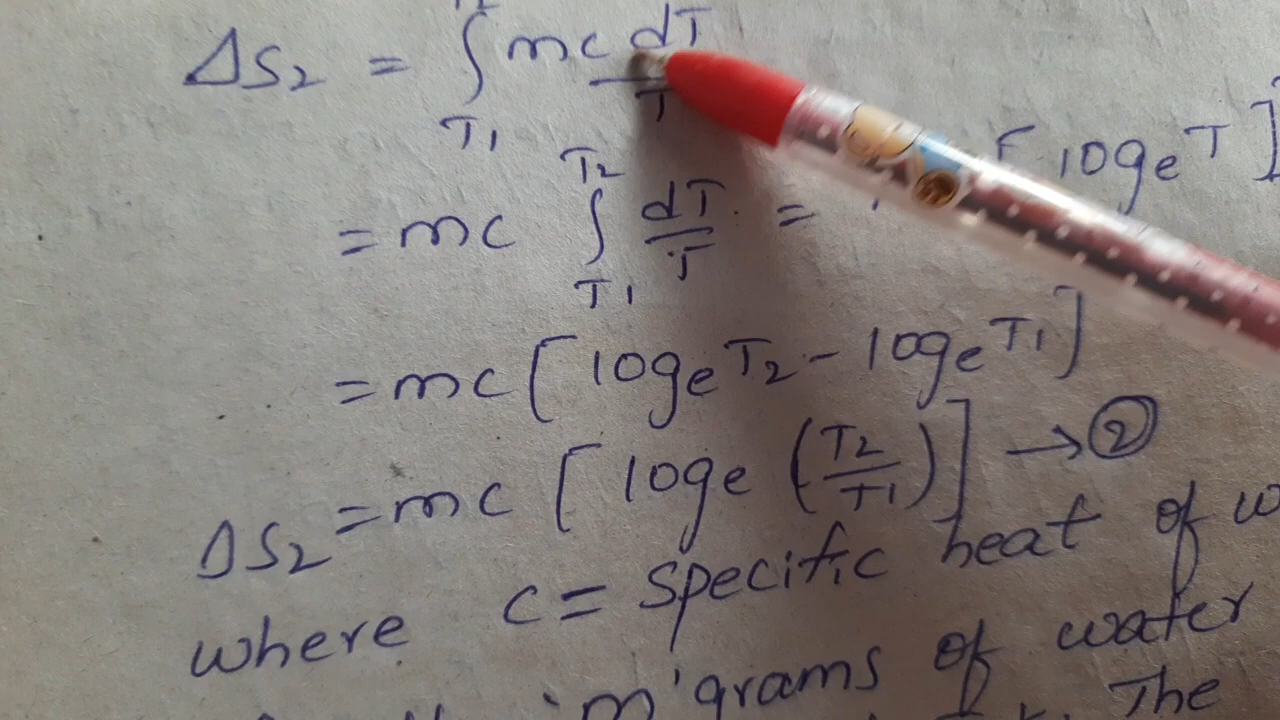 ΔS₂ = ∫ T₁ mc dT / T
= mc ∫ T₁ T₂ dT / T = [ logₑ T ]
= mc [ logₑ T₂ - logₑ T₁ ]
ΔS₂ = mc [ logₑ ( T₂ / T₁ ) ] → ②
where c = specific heat of
'm' grams of water
The